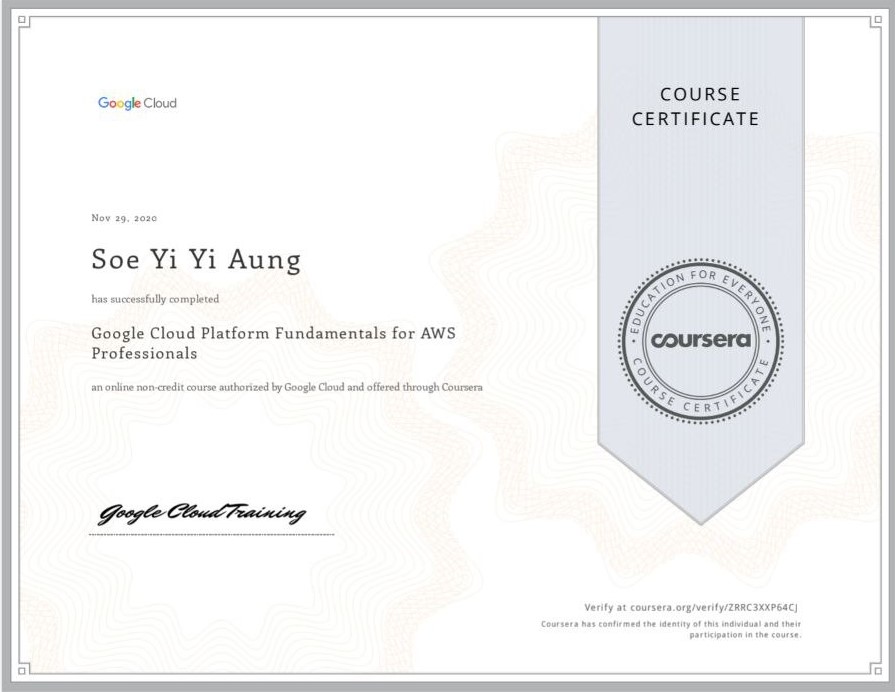 Google Cloud
COURSE
CERTIFICATE
Nov 29, 2020
Soe Yi Yi Aung
has successfully completed
Google Cloud Platform Fundamentals for AWS
Professionals
an online non-credit course authorized by Google Cloud and offered through Coursera
EDUCATION FOR EVERYONE
coursera
COURSE CERTIFICATE
Google Cloud Training
Verify at coursera.org/verify/ZRRC3XXP64CJ
Coursera has confirmed the identity of this individual and their
participation in the course.